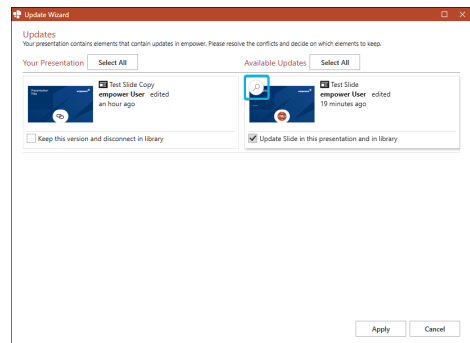 Update Wizard
Updates
Your presentation contains elements that contain updates in empower. Please resolve the conflicts and decide on which elements to keep.
Your Presentation Select All Available Updates Select All
Test Slide Copy
empower User edited
an hour ago
Keep this version and disconnect in library
Test Slide
empower User edited
19 minutes ago
Update Slide in this presentation and in library
Apply Cancel